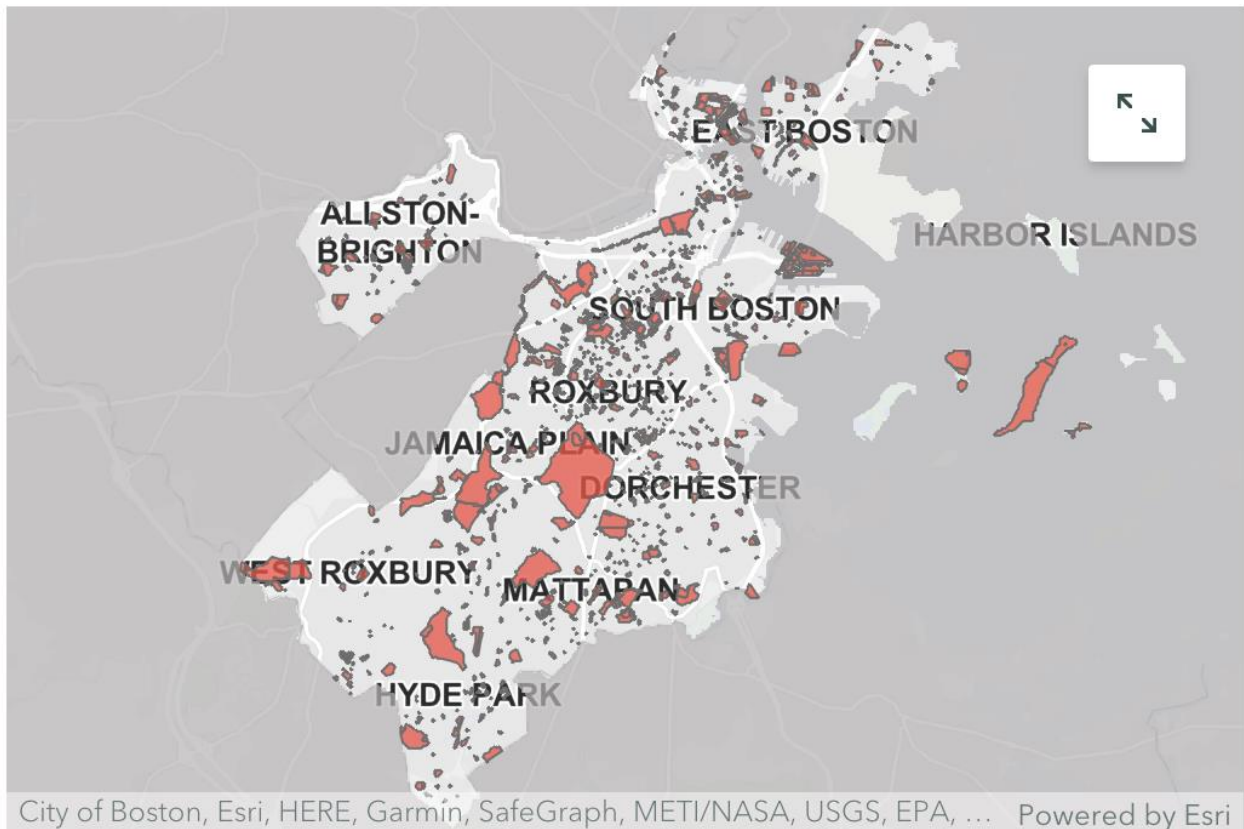 EAST BOSTON
ALLSTON-
BRIGHTON
HARBOR ISLANDS
SOUTH BOSTON
ROXBURY
JAMAICA PLAIN
DORCHESTER
WEST ROXBURY
MATTAPAN
HYDE PARK
City of Boston, Esri, HERE, Garmin, SafeGraph, METI/NASA, USGS, EPA, ... Powered by Esri